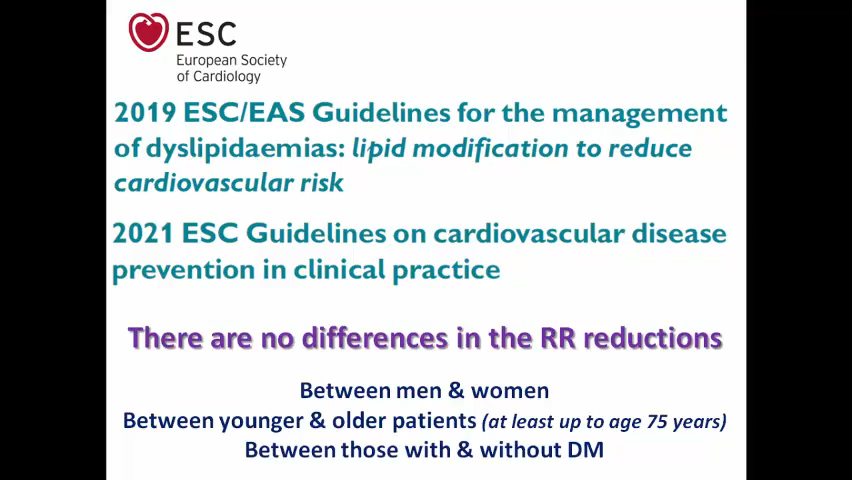 ESC
European Society
of Cardiology
2019 ESC/EAS Guidelines for the management
of dyslipidaemias: lipid modification to reduce
cardiovascular risk
2021 ESC Guidelines on cardiovascular disease
prevention in clinical practice
There are no differences in the RR reductions
Between men & women
Between younger & older patients (at least up to age 75 years)
Between those with & without DM